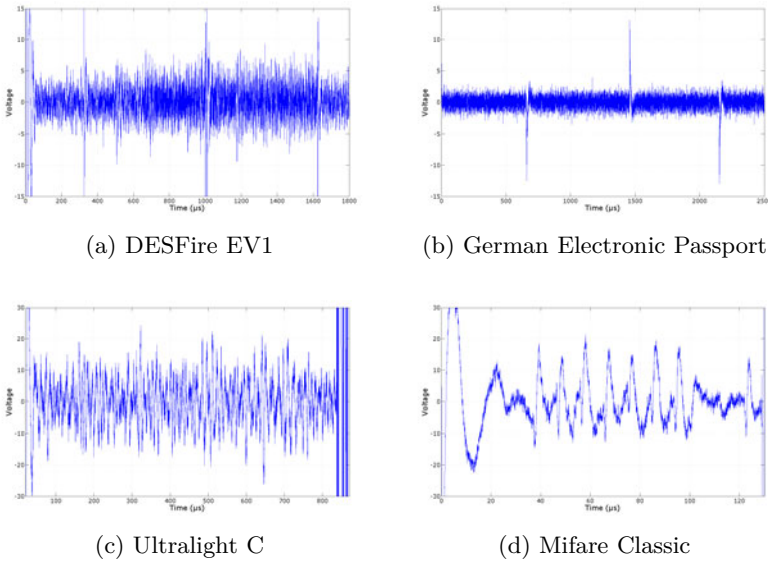 15
10
5
0
-5
-10
-15
Voltage
0 200 400 600 800 1000 1200 1400 1600 1800
Time (µs)
(a) DESFire EV1
15
10
5
0
-5
-10
-15
Voltage
0 500 1000 1500 2000
Time (µs)
(b) German Electronic Passport
30
20
10
0
-10
-20
-30
Voltage
100 200 300 400 500 600 700 800
Time (µs)
(c) Ultralight C
30
20
10
0
-10
-20
-30
Voltage
0 20 40 60 80 100 120
Time (µs)
(d) Mifare Classic